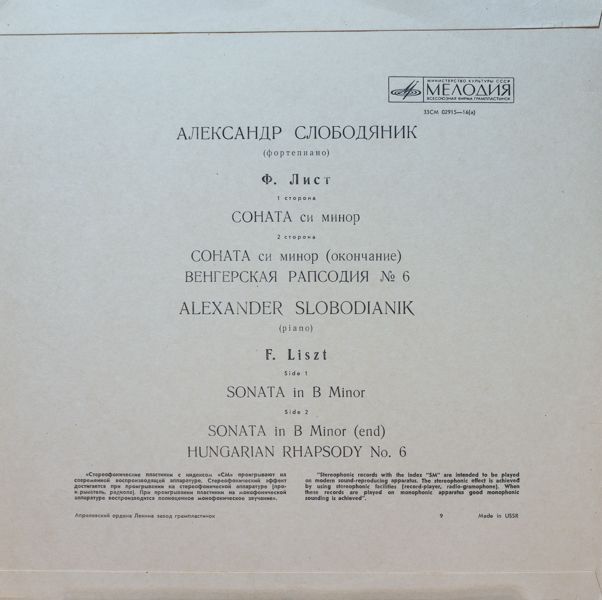 МИНИСТЕРСТВО КУЛЬТУРЫ СССР
МЕЛОДИЯ
ВСЕСОЮЗНАЯ ФИРМА ГРАМПЛАСТИНОК
33СМ 02915—16(а)
АЛЕКСАНДР СЛОБОДЯНИК
(фортепиано)
Ф. Лист
1 сторона
СОНАТА си минор
2 сторона
СОНАТА си минор (окончание)
ВЕНГЕРСКАЯ РАПСОДИЯ № 6
ALEXANDER SLOBODIANIK
(piano)
F. Liszt
Side 1
SONATA in B Minor
Side 2
SONATA in B Minor (end)
HUNGARIAN RHAPSODY No. 6
«Стереофонические пластинки с индексом «СМ» проигрывают на
современной воспроизводящей аппаратуре. Стереофонический эффект
достигается при проигрывании на стереофонической аппаратуре (про-
игрыватель, радиола). При проигрывании пластинки на монофонической
аппаратуре воспроизводится полноценное монофоническое звучание».
"Stereophonic records with the index "SM" are intended to be played
on modern sound-reproducing apparatus. The stereophonic effect is achieved
by using stereophonic facilities (record-player, radio-gramophone). When
these records are played on monophonic apparatus good monophonic
sounding is achieved".
Апрелевский ордена Ленина завод грампластинок
9 Made in USSR